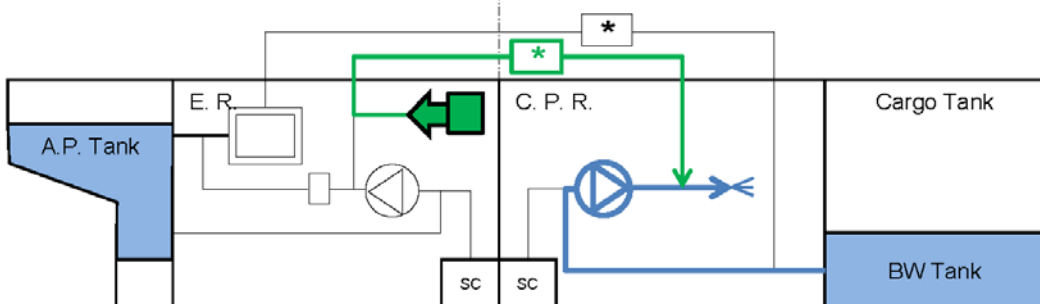 *
*
E. R.
C. P. R.
Cargo Tank
A.P. Tank
BW Tank
sc
sc